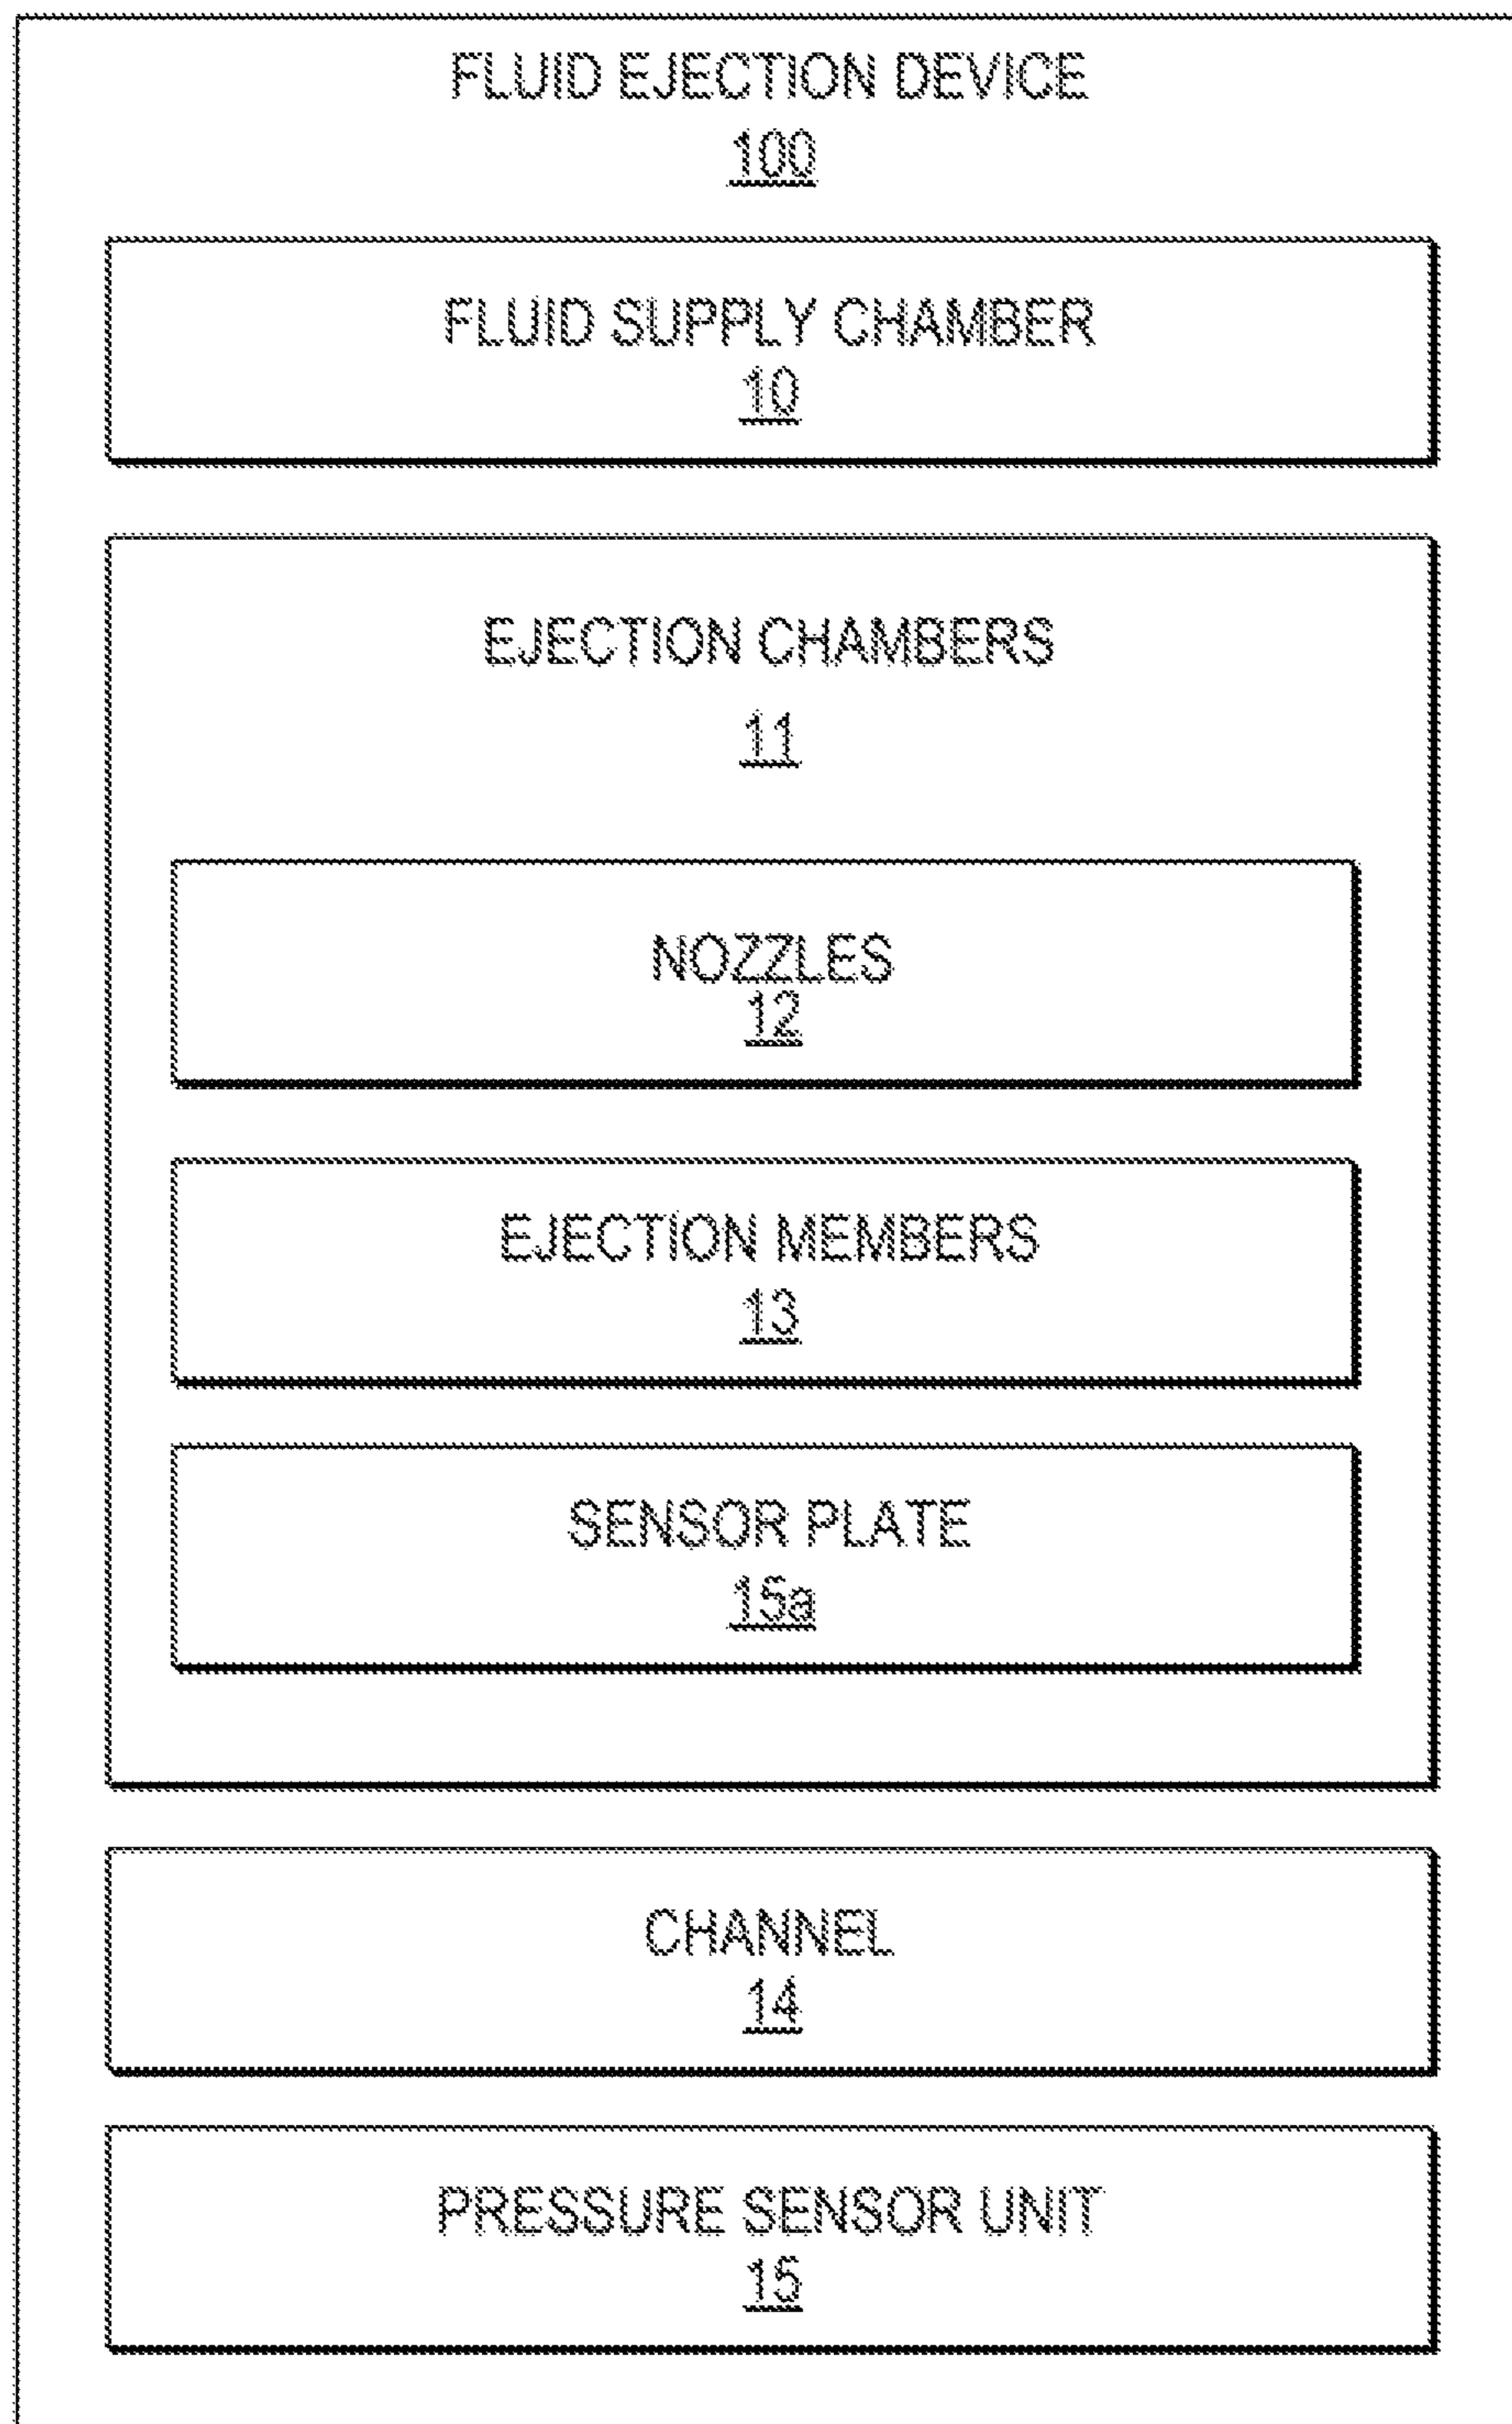 FLUID EJECTION DEVICE
100
FLUID SUPPLY CHAMBER
10
EJECTION CHAMBERS
11
NOZZLES
12
EJECTION MEMBERS
13
SENSOR PLATE
15a
CHANNEL
14
PRESSURE SENSOR UNIT
15